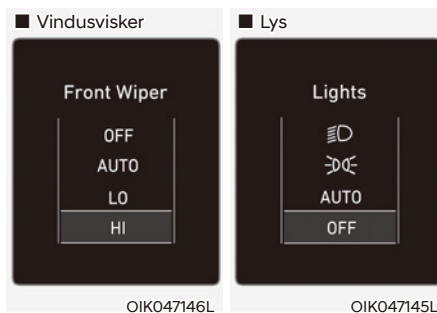 ■ Vindusvisker
Front Wiper
OFF
AUTO
LO
HI
OIK047146L
■ Lys
Lights
AUTO
OFF
OIK047145L